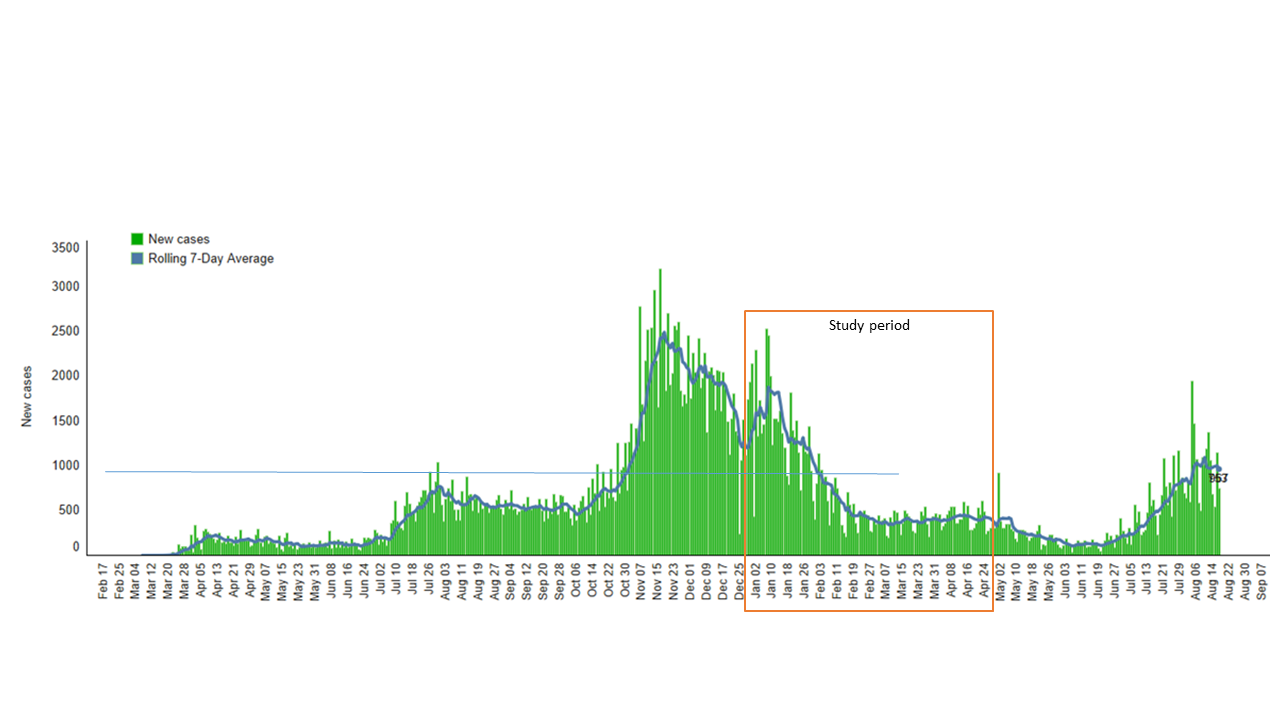 New cases
Rolling 7-Day Average
Study period
3500
3000
2500
2000
1500
1000
500
0
New cases
Feb 17
Feb 25
Mar 04
Mar 12
Mar 20
Mar 28
Apr 05
Apr 13
Apr 21
Apr 29
May 07
May 15
May 23
May 31
Jun 08
Jun 16
Jun 24
Jul 02
Jul 10
Jul 18
Jul 26
Aug 03
Aug 11
Aug 19
Aug 27
Sep 04
Sep 12
Sep 20
Sep 28
Oct 06
Oct 14
Oct 22
Oct 30
Nov 07
Nov 15
Nov 23
Dec 01
Dec 09
Dec 17
Dec 25
Jan 02
Jan 10
Jan 18
Jan 26
Feb 03
Feb 11
Feb 19
Feb 27
Mar 07
Mar 15
Mar 23
Mar 31
Apr 08
Apr 16
Apr 24
May 02
May 10
May 18
May 26
Jun 03
Jun 11
Jun 19
Jun 27
Jul 05
Jul 13
Jul 21
Jul 29
Aug 06
Aug 14
Aug 22
Aug 30
Sep 07